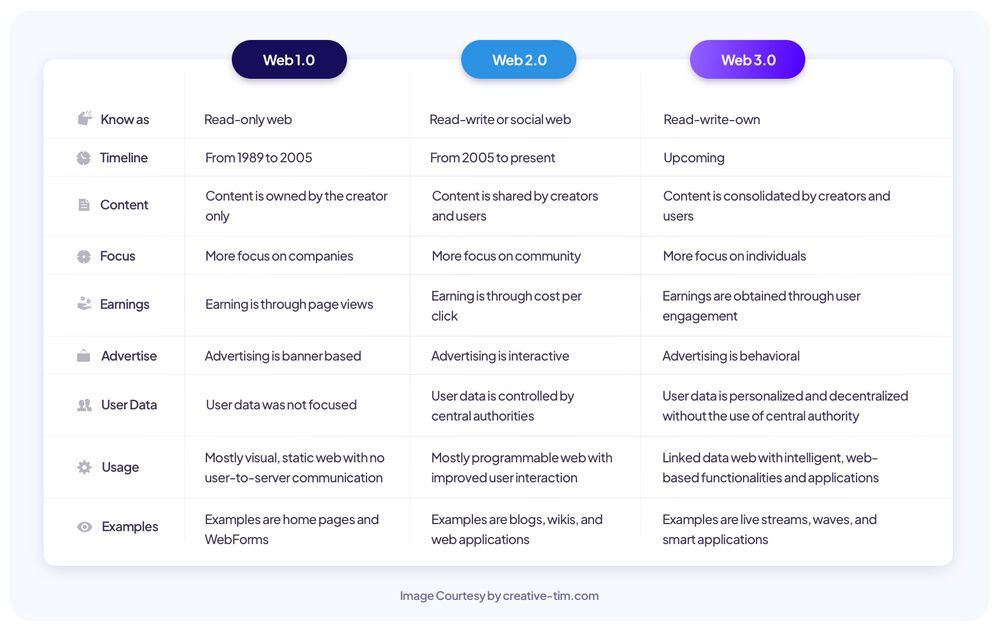 Web 1.0 Web 2.0 Web 3.0
Know as Read-only web Read-write or social web Read-write-own
Timeline From 1989 to 2005 From 2005 to present Upcoming
Content Content is owned by the creator Content is shared by creators Content is consolidated by creators and
only and users users
Focus More focus on companies More focus on community More focus on individuals
Earnings Earning is through page views Earning is through cost per Earnings are obtained through user
click engagement
Advertise Advertising is banner based Advertising is interactive Advertising is behavioral
User Data User data was not focused User data is controlled by User data is personalized and decentralized
central authorities without the use of central authority
Usage Mostly visual, static web with no Mostly programmable web with Linked data web with intelligent, web-
user-to-server communication improved user interaction based functionalities and applications
Examples Examples are home pages and Examples are blogs, wikis, and Examples are live streams, waves, and
WebForms web applications smart applications
Image Courtesy by creative-tim.com